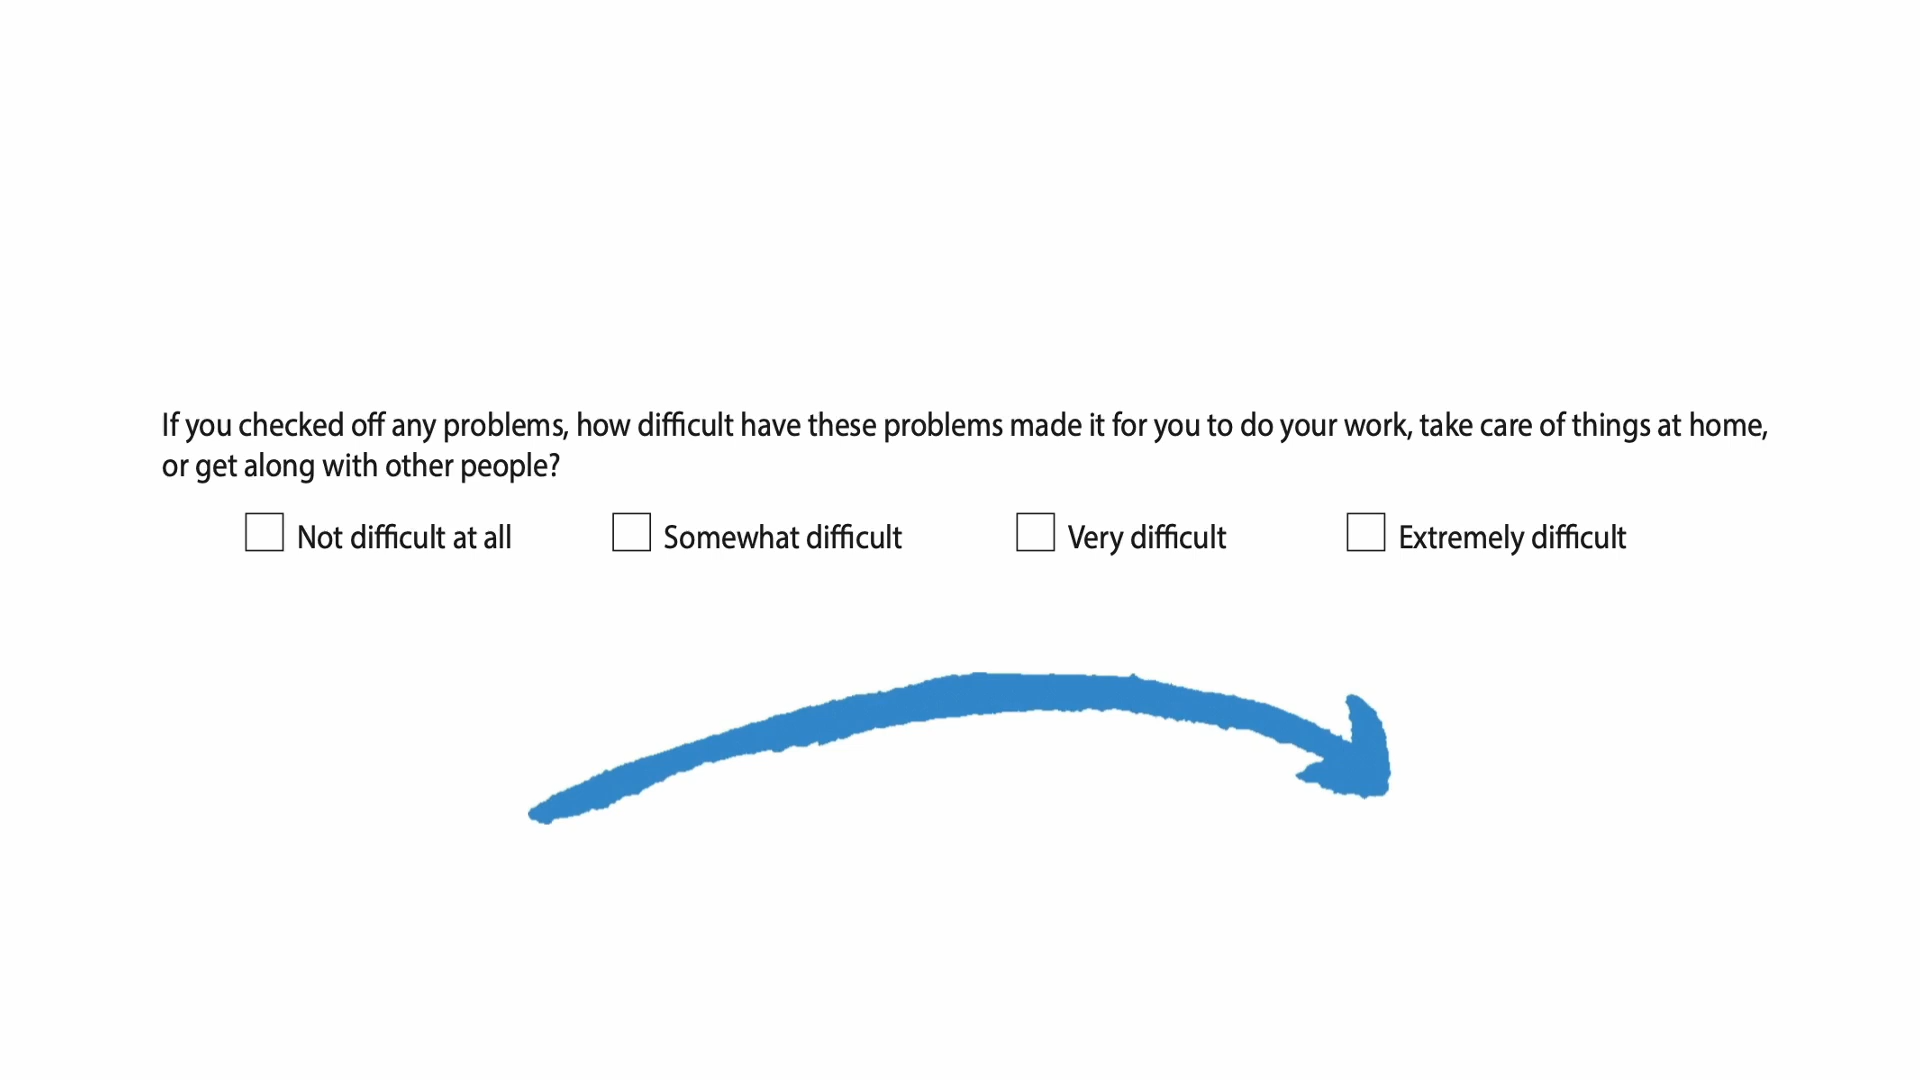 If you checked off any problems, how difficult have these problems made it for you to do your work, take care of things at home,
or get along with other people?
Not difficult at all Somewhat difficult Very difficult Extremely difficult